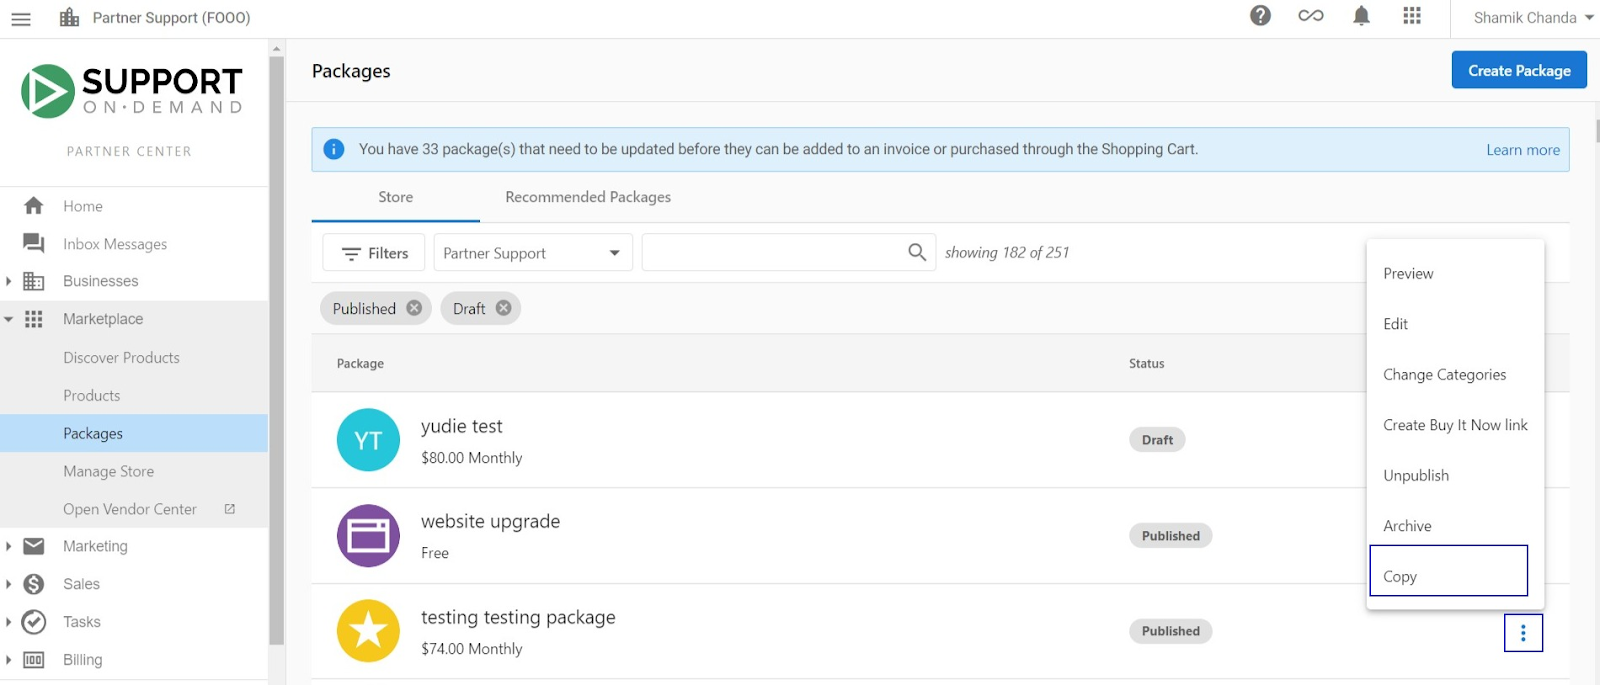 Partner Support (FOOO)
Shamik Chanda
SUPPORT
ON·DEMAND
PARTNER CENTER
Home
Inbox Messages
Businesses
Marketplace
Discover Products
Products
Packages
Manage Store
Open Vendor Center
Marketing
Sales
Tasks
Billing
Packages
Create Package
You have 33 package(s) that need to be updated before they can be added to an invoice or purchased through the Shopping Cart.
Learn more
Store
Recommended Packages
Filters
Partner Support
showing 182 of 251
Published
Draft
Package
Status
YT
yudie test
$80.00 Monthly
Draft
website upgrade
Free
Published
testing testing package
$74.00 Monthly
Published
Preview
Edit
Change Categories
Create Buy It Now link
Unpublish
Archive
Copy